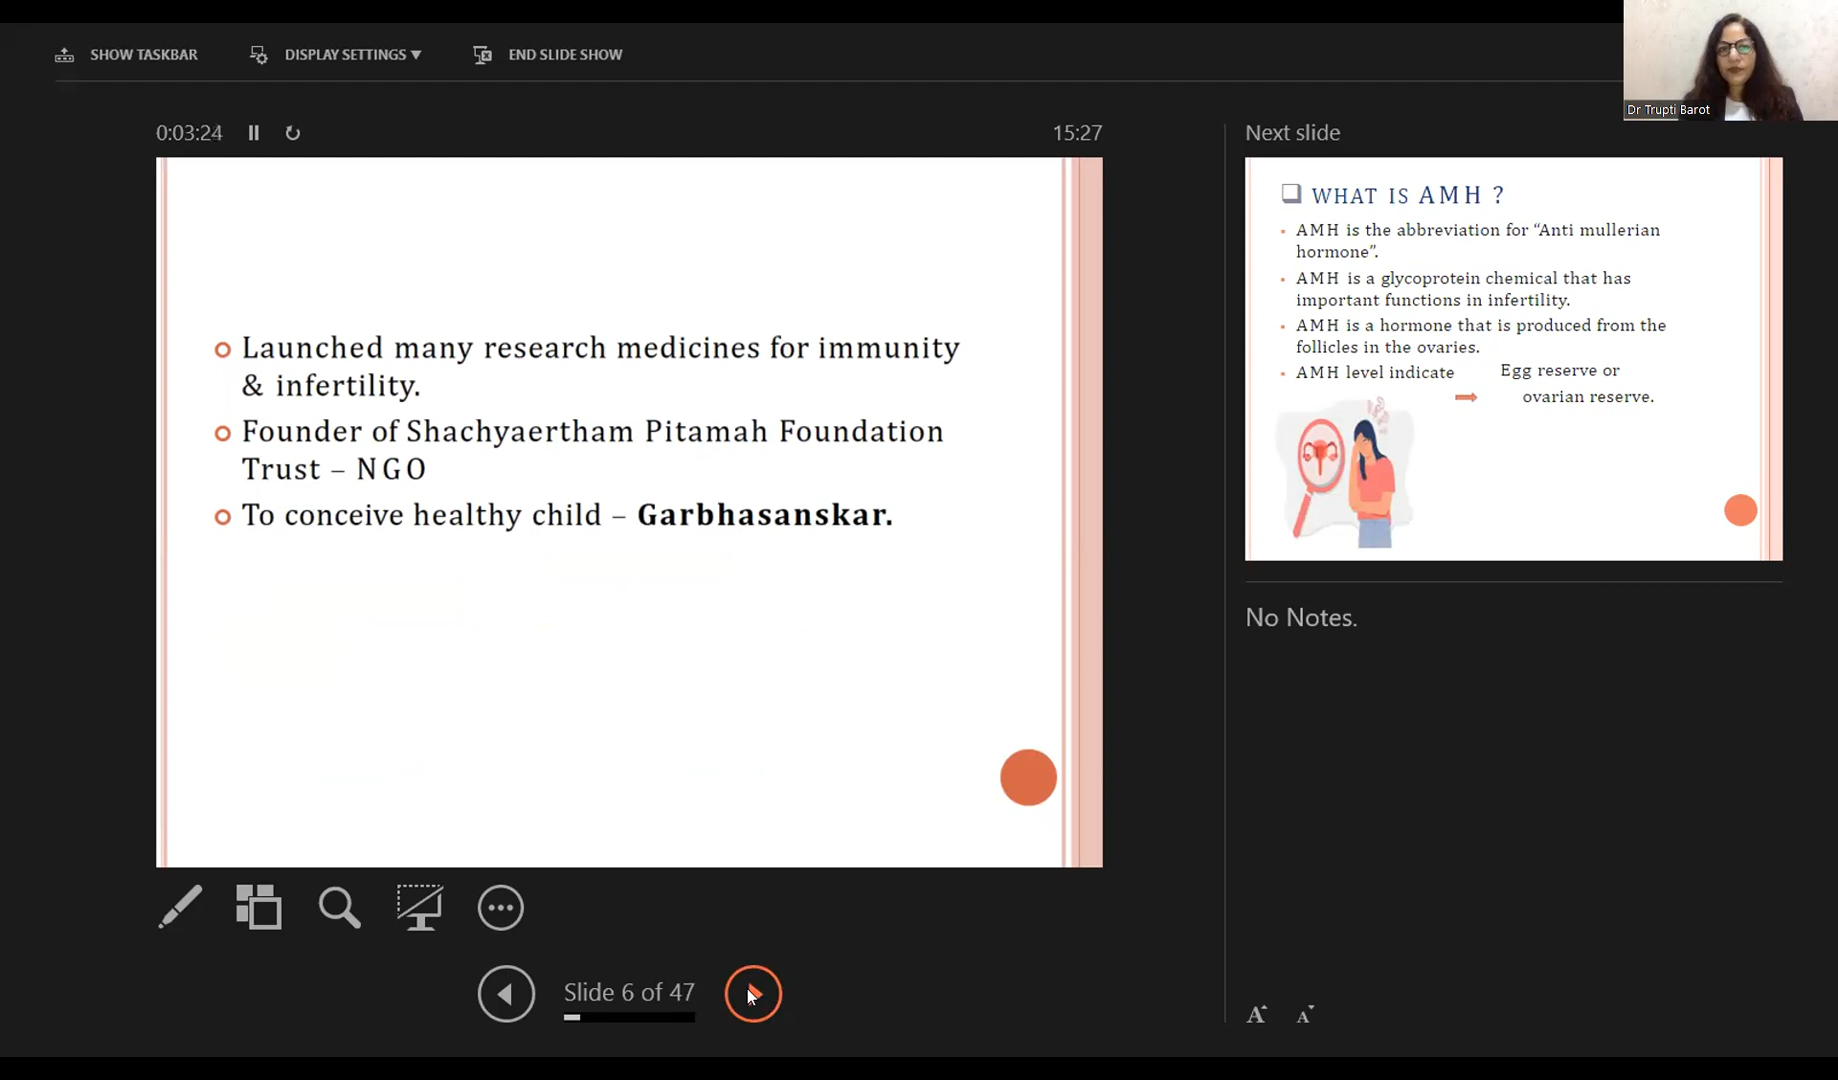 SHOW TASKBAR
DISPLAY SETTINGS ▼
END SLIDE SHOW
Dr Trupti Barot
0:03:24
15:27
Launched many research medicines for immunity
& infertility.
Founder of Shachyaertham Pitamah Foundation
Trust – NGO
To conceive healthy child – Garbhasanskar.
Slide 6 of 47
Next slide
WHAT IS AMH ?
AMH is the abbreviation for “Anti mullerian
hormone”.
AMH is a glycoprotein chemical that has
important functions in infertility.
AMH is a hormone that is produced from the
follicles in the ovaries.
AMH level indicate
Egg reserve or
ovarian reserve.
No Notes.
A A